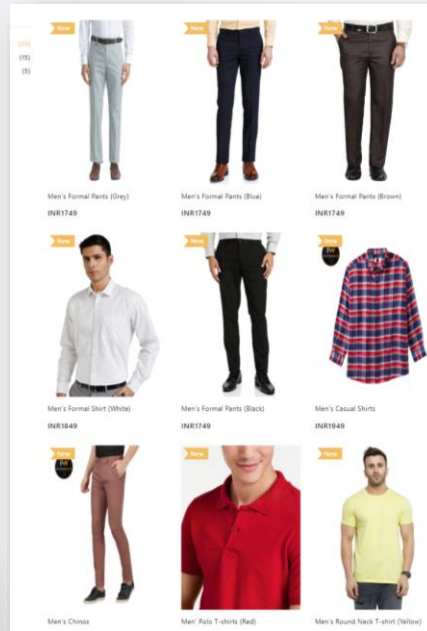 New New New
(35)
(15)
(5)
Men's Formal Pants (Grey) Men's Formal Pants (Blue) Men's Formal Pants (Brown)
INR1749 INR1749 INR1749
New New New
Men's Formal Shirt (White) Men's Formal Pants (Black) Men's Casual Shirts
INR1849 INR1749 INR1949
New New New
Men's Chinos Men' Polo T-shirts (Red) Men's Round Neck T-shirt (Yellow)